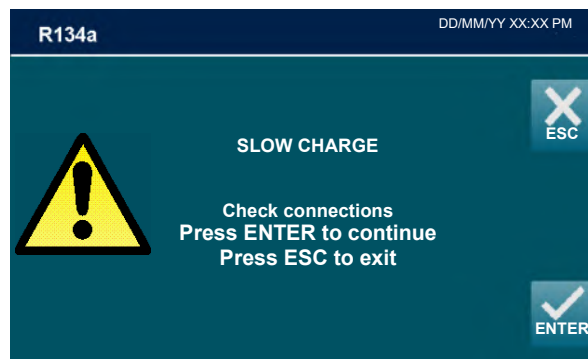 R134a
DD/MM/YY XX:XX PM
ESC
SLOW CHARGE
Check connections
Press ENTER to continue
Press ESC to exit
ENTER